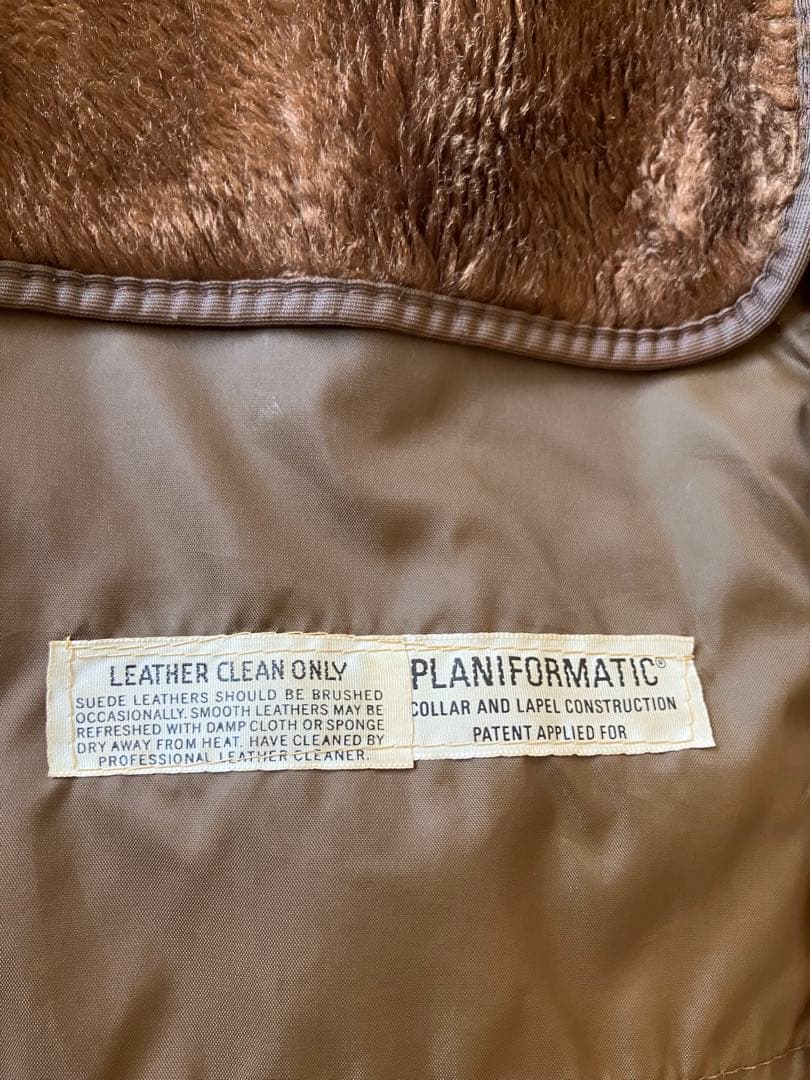 LEATHER CLEAN ONLY
SUEDE LEATHERS SHOULD BE BRUSHED
OCCASIONALLY. SMOOTH LEATHERS MAY BE
REFRESHED WITH DAMP CLOTH OR SPONGE
DRY AWAY FROM HEAT. HAVE CLEANED BY
PROFESSIONAL LEATHER CLEANER.
PLANIFORMATIC®
COLLAR AND LAPEL CONSTRUCTION
PATENT APPLIED FOR